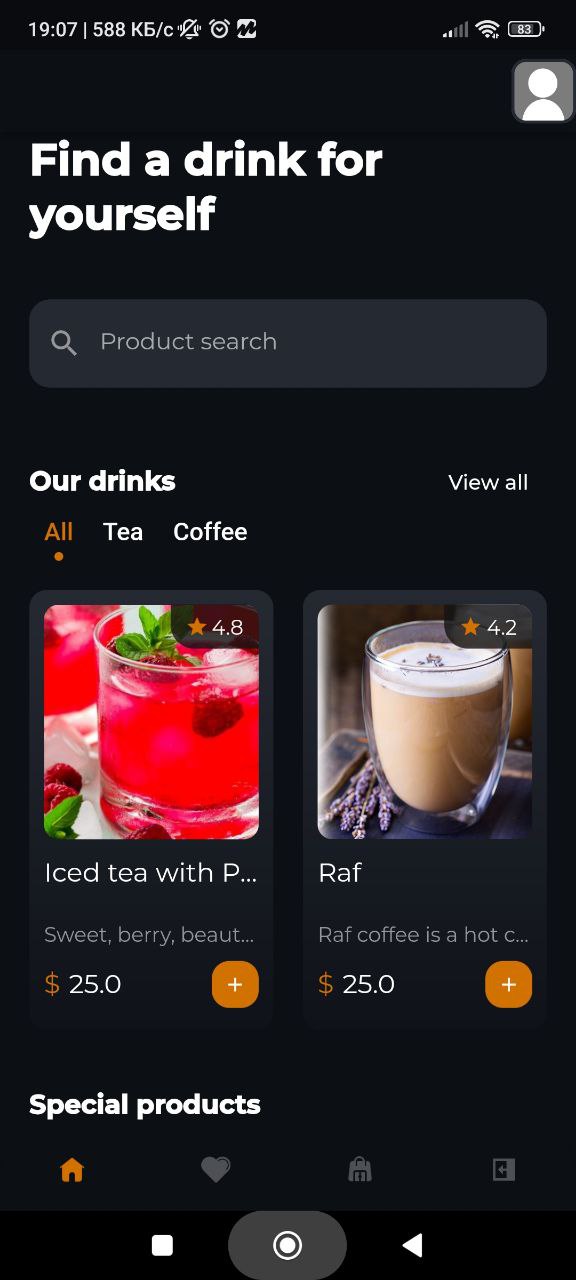 19:07 | 588 КБ/с
83
Find a drink for
yourself
Product search
Our drinks
View all
All
Tea
Coffee
4.8
4.2
Iced tea with P...
Raf
Sweet, berry, beaut...
Raf coffee is a hot c...
$ 25.0
+
$ 25.0
+
Special products